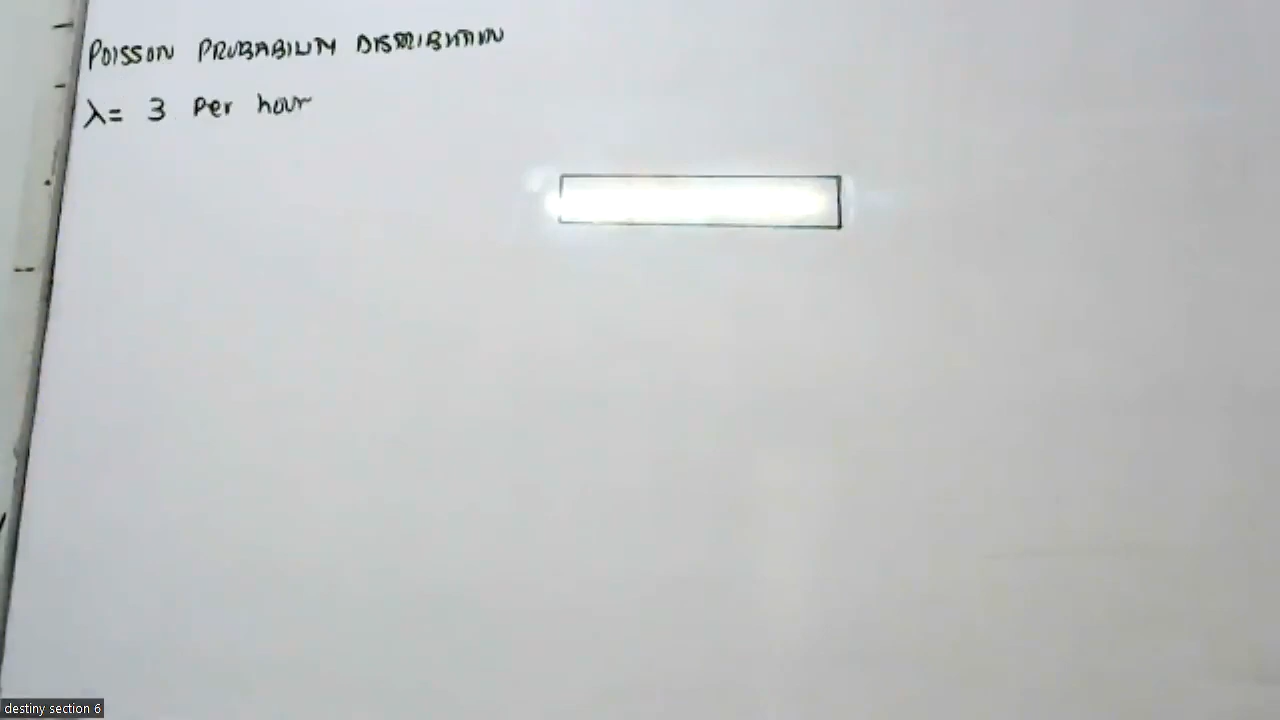 POISSON PROBABILITY DISTRIBUTION
λ= 3 Per hour
destiny section 6